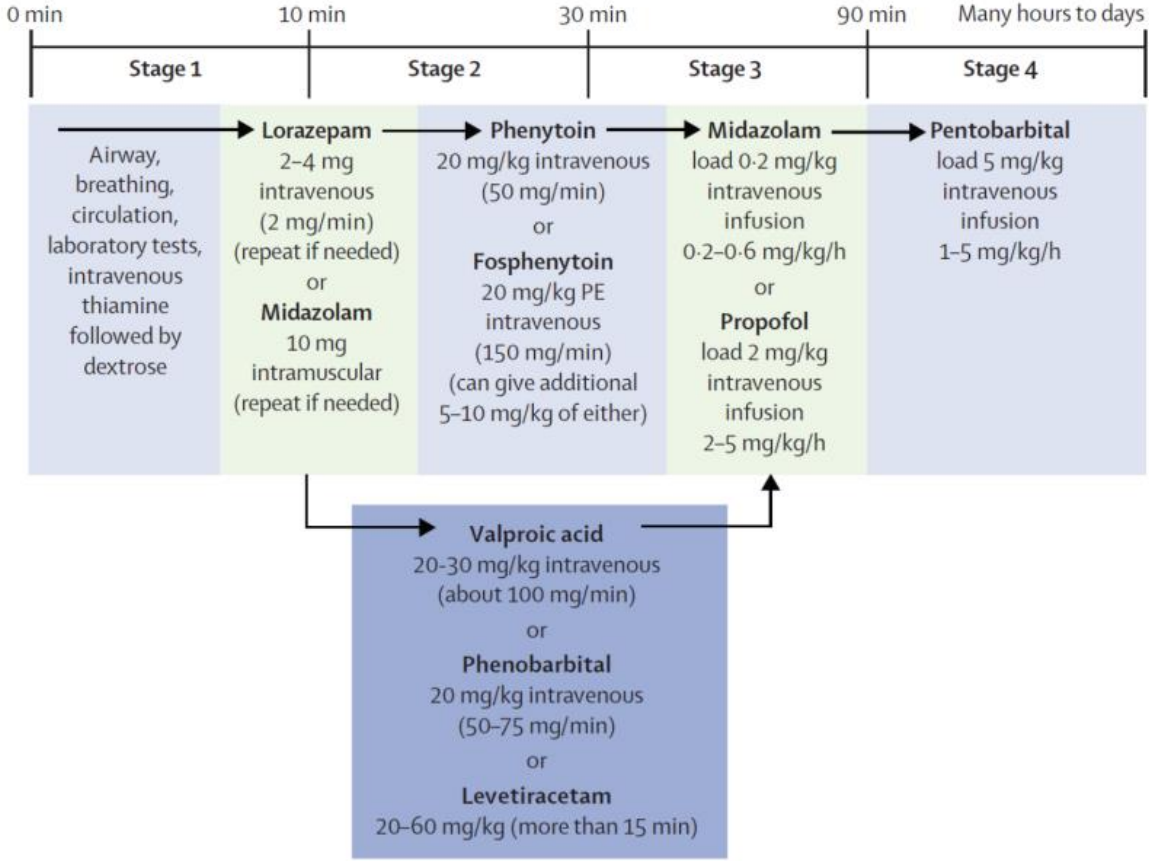 0 min 10 min 30 min 90 min Many hours to days
Stage 1 Stage 2 Stage 3 Stage 4
Airway,
breathing,
circulation,
laboratory tests,
intravenous
thiamine
followed by
dextrose
Lorazepam
2–4 mg
intravenous
(2 mg/min)
(repeat if needed)
or
Midazolam
10 mg
intramuscular
(repeat if needed)
Phenytoin
20 mg/kg intravenous
(50 mg/min)
or
Fosphenytoin
20 mg/kg PE
intravenous
(150 mg/min)
(can give additional
5–10 mg/kg of either)
Midazolam
load 0·2 mg/kg
intravenous
infusion
0·2–0·6 mg/kg/h
or
Propofol
load 2 mg/kg
intravenous
infusion
2–5 mg/kg/h
Pentobarbital
load 5 mg/kg
intravenous
infusion
1–5 mg/kg/h
Valproic acid
20-30 mg/kg intravenous
(about 100 mg/min)
or
Phenobarbital
20 mg/kg intravenous
(50–75 mg/min)
or
Levetiracetam
20–60 mg/kg (more than 15 min)